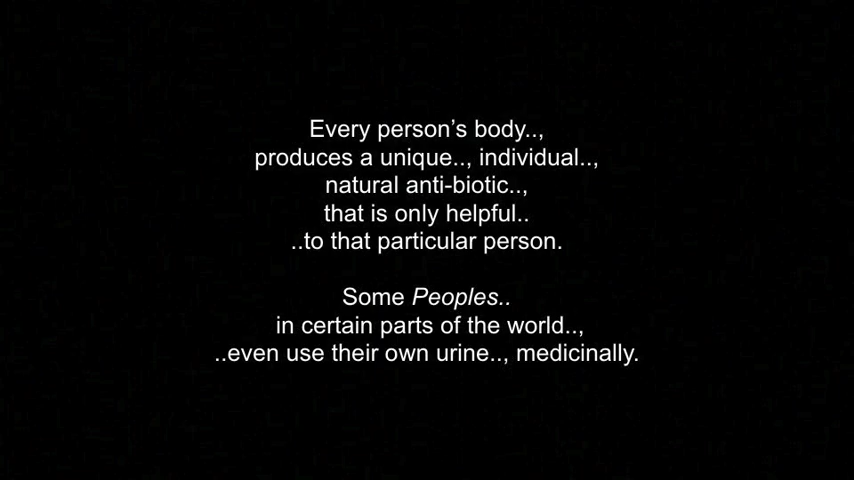 Every person’s body..,
produces a unique.., individual..,
natural anti-biotic..,
that is only helpful..
..to that particular person.
Some Peoples..
in certain parts of the world..,
..even use their own urine.., medicinally.